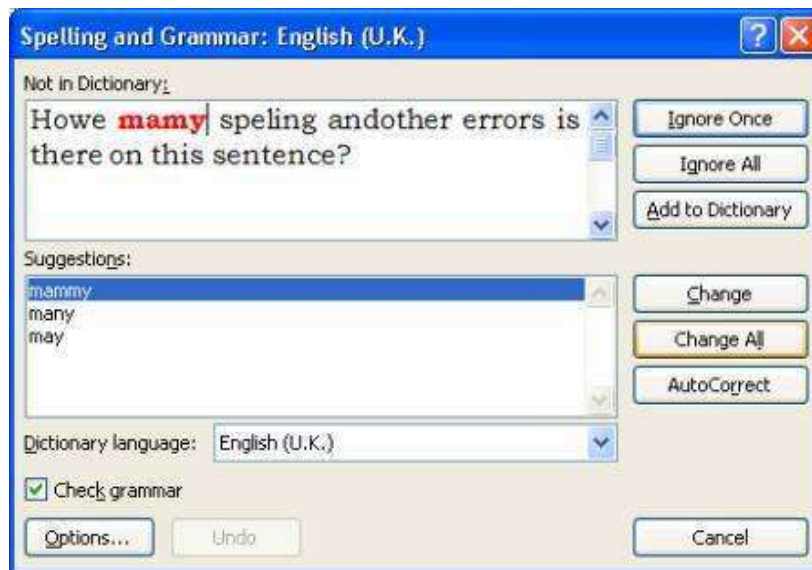 Spelling and Grammar: English (U.K.)
Not in Dictionary:
Howe mamy speling andother errors is
there on this sentence?
Ignore Once
Ignore All
Add to Dictionary
Suggestions:
mammy
many
may
Change
Change All
AutoCorrect
Dictionary language: English (U.K.)
Check grammar
Options... Undo Cancel